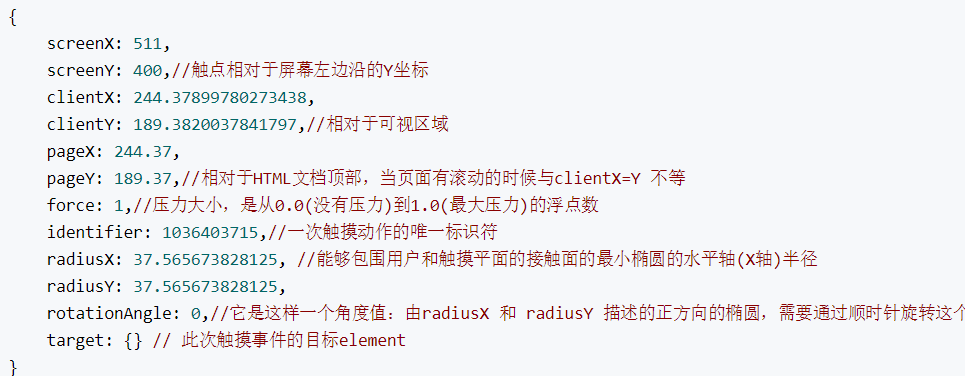 {
screenX: 511,
screenY: 400,//触点相对于屏幕左边沿的Y坐标
clientX: 244.37899780273438,
clientY: 189.3820037841797,//相对于可视区域
pageX: 244.37,
pageY: 189.37,//相对于HTML文档顶部，当页面有滚动的时候与clientX=Y 不等
force: 1,//压力大小，是从0.0(没有压力)到1.0(最大压力)的浮点数
identifier: 1036403715,//一次触摸动作的唯一标识符
radiusX: 37.565673828125, //能够包围用户和触摸平面的接触面的最小椭圆的水平轴(X轴)半径
radiusY: 37.565673828125,
rotationAngle: 0,//它是这样一个角度值：由radiusX 和 radiusY 描述的正方向的椭圆，需要通过顺时针旋转这个
target: {} // 此次触摸事件的目标element
}